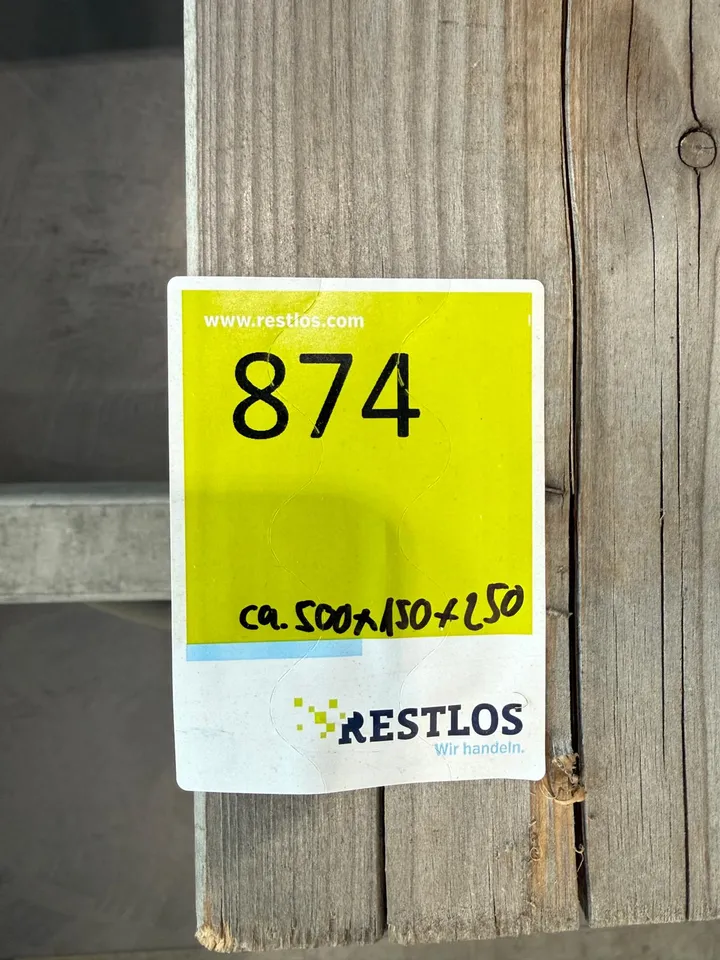 www.restlos.com
874
ca. 500x150x250
RESTLOS
Wir handeln.